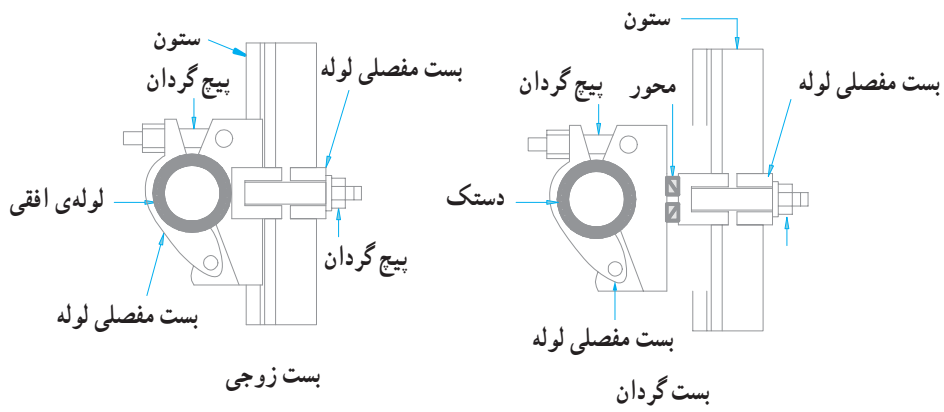 ستون
پیچ گردان
محور
بست مفصلی لوله
دستک
بست مفصلی لوله
بست گردان
ستون
پیچ گردان
بست مفصلی لوله
لوله‌ی افقی
پیچ گردان
بست مفصلی لوله
بست زوجی